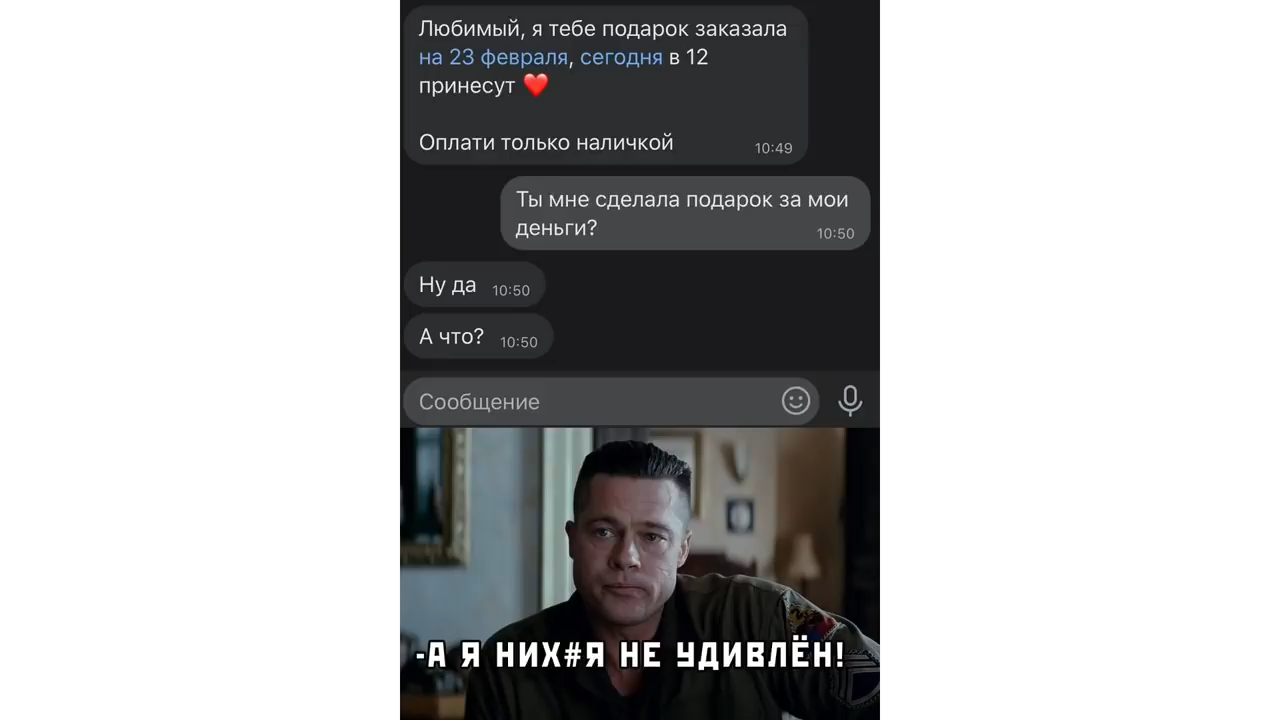 Любимый, я тебе подарок заказала
на 23 февраля, сегодня в 12
принесут ❤️
Оплати только наличкой
10:49
Ты мне сделала подарок за мои
деньги?
10:50
Ну да 10:50
А что? 10:50
Сообщение
-А Я НИХ#Я НЕ УДИВЛЁН!